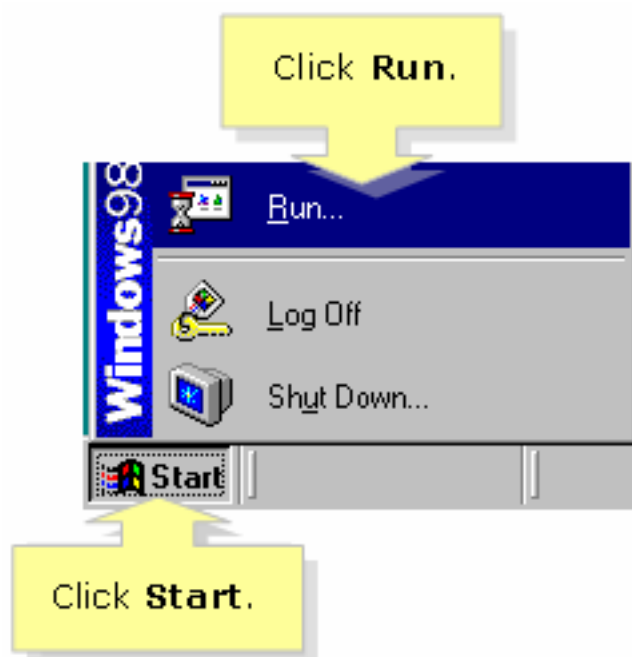 Click Run.
Windows98
Run...
Log Off
Shut Down...
Start
Click Start.